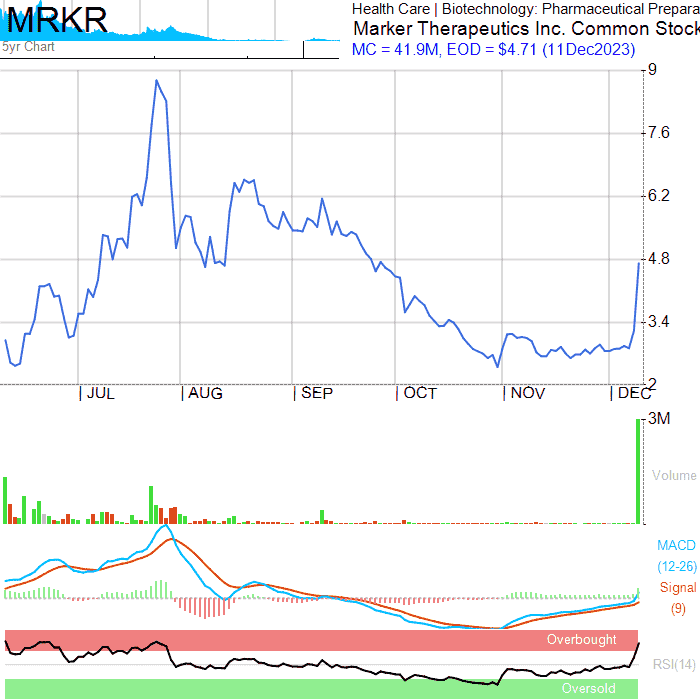 MRKR
5yr Chart
Health Care | Biotechnology: Pharmaceutical Prepara
Marker Therapeutics Inc. Common Stock
MC = 41.9M, EOD = $4.71 (11Dec2023)
9
7.6
6.2
4.8
3.4
2
| JUL | AUG | SEP | OCT | NOV | DEC
3M
Volume
MACD
(12-26)
Signal
(9)
Overbought
RSI(14)
Oversold